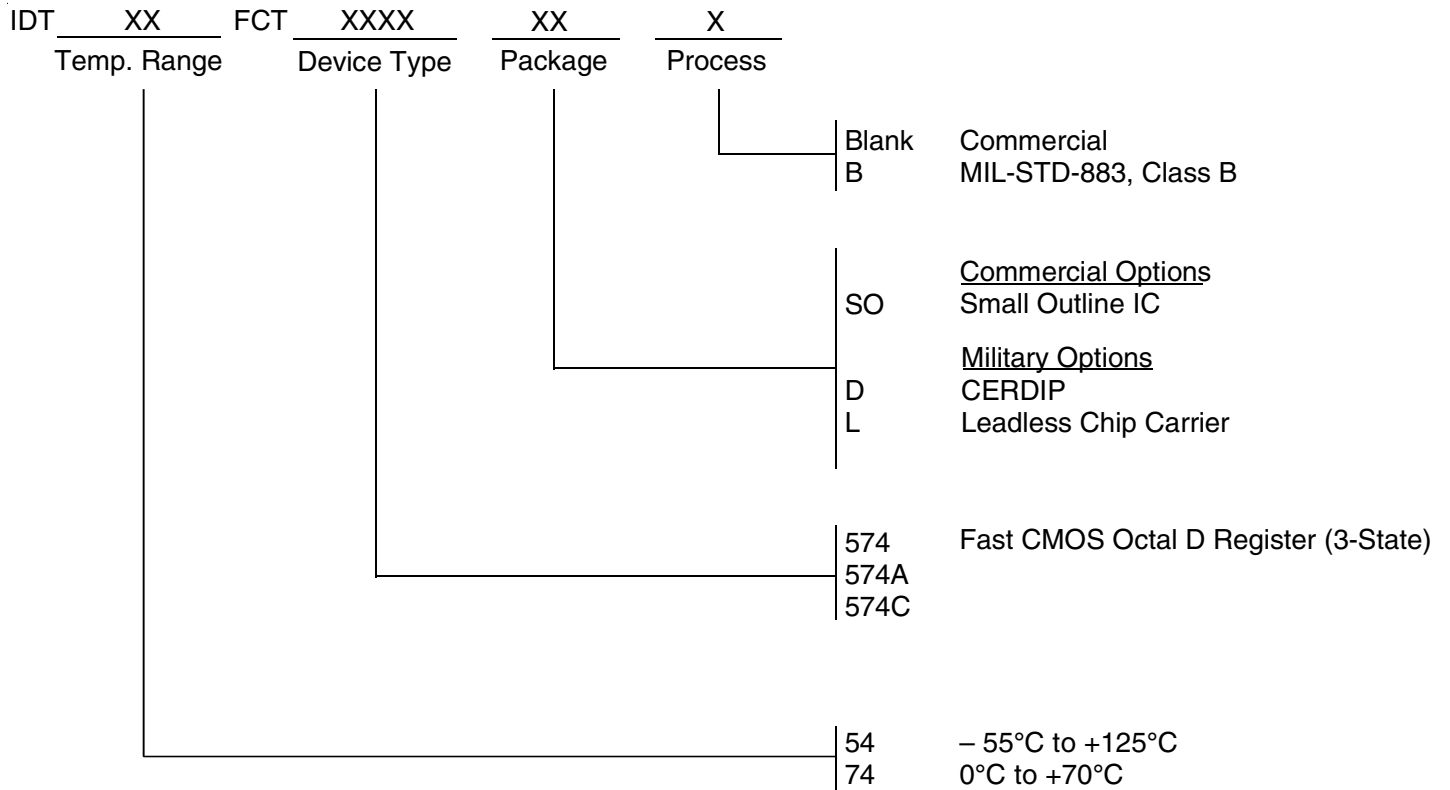 IDT XX FCT XXXX XX X
Temp. Range Device Type Package Process
Blank Commercial
B MIL-STD-883, Class B
Commercial Options
SO Small Outline IC
Military Options
D CERDIP
L Leadless Chip Carrier
574 Fast CMOS Octal D Register (3-State)
574A
574C
54 – 55°C to +125°C
74 0°C to +70°C